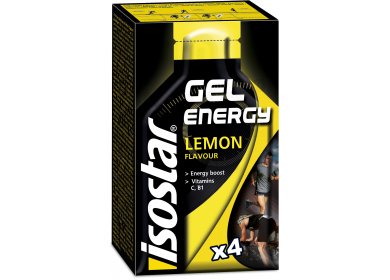 isostar®
GEL
ENERGY
LEMON
FLAVOUR
> Energy boost
> Vitamins
C, B1
x4